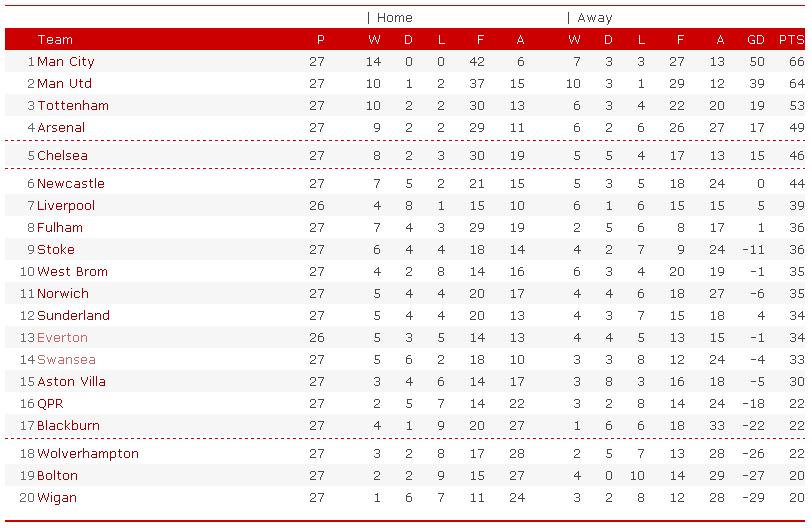 | Home | Away
Team P W D L F A W D L F A GD PTS
1 Man City 27 14 0 0 42 6 7 3 3 27 13 50 66
2 Man Utd 27 10 1 2 37 15 10 3 1 29 12 39 64
3 Tottenham 27 10 2 2 30 13 6 3 4 22 20 19 53
4 Arsenal 27 9 2 2 29 11 6 2 6 26 27 17 49
5 Chelsea 27 8 2 3 30 19 5 5 4 17 13 15 46
6 Newcastle 27 7 5 2 21 15 5 3 5 18 24 0 44
7 Liverpool 26 4 8 1 15 10 6 1 6 15 15 5 39
8 Fulham 27 7 4 3 29 19 2 5 6 8 17 1 36
9 Stoke 27 6 4 4 18 14 4 2 7 9 24 -11 36
10 West Brom 27 4 2 8 14 16 6 3 4 20 19 -1 35
11 Norwich 27 5 4 4 20 17 4 4 6 18 27 -6 35
12 Sunderland 27 5 4 4 20 13 4 3 7 15 18 4 34
13 Everton 26 5 3 5 14 13 4 4 5 13 15 -1 34
14 Swansea 27 5 6 2 18 10 3 3 8 12 24 -4 33
15 Aston Villa 27 3 4 6 14 17 3 8 3 16 18 -5 30
16 QPR 27 2 5 7 14 22 3 2 8 14 24 -18 22
17 Blackburn 27 4 1 9 20 27 1 6 6 18 33 -22 22
18 Wolverhampton 27 3 2 8 17 28 2 5 7 13 28 -26 22
19 Bolton 27 2 2 9 15 27 4 0 10 14 29 -27 20
20 Wigan 27 1 6 7 11 24 3 2 8 12 28 -29 20